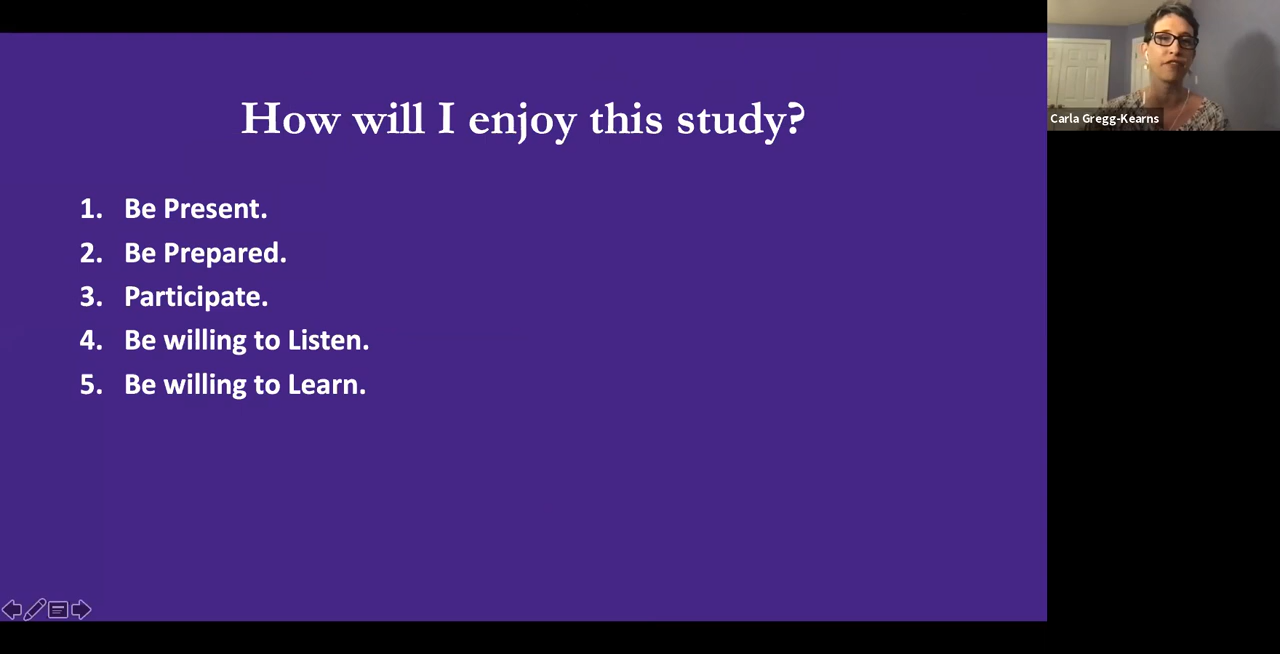 How will I enjoy this study?
1. Be Present.
2. Be Prepared.
3. Participate.
4. Be willing to Listen.
5. Be willing to Learn.
Carla Gregg-Kearns